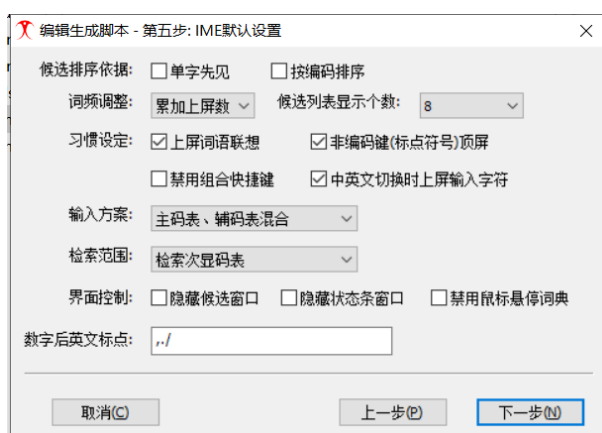 编辑生成脚本 - 第五步: IME默认设置
候选排序依据: 单字先见 按编码排序
词频调整: 累加上屏数 候选列表显示个数: 8
习惯设定: 上屏词语联想 非编码键(标点符号)顶屏
禁用组合快捷键 中英文切换时上屏输入字符
输入方案: 主码表、辅码表混合
检索范围: 检索次显码表
界面控制: 隐藏候选窗口 隐藏状态条窗口 禁用鼠标悬停词典
数字后英文标点: ,./
取消(C) 上一步(P) 下一步(N)